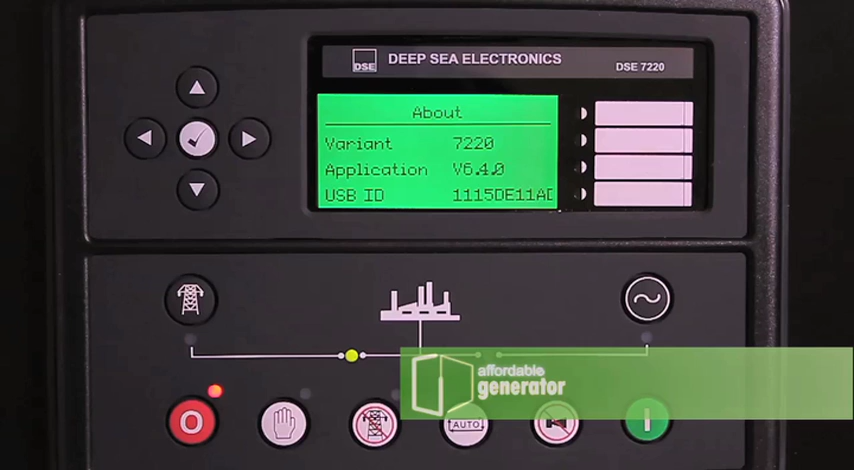 DSE
DEEP SEA ELECTRONICS
DSE 7220
About
Variant 7220
Application V6.4.0
USB ID 1115DE11AD
affordable
generator
O
AUTO
I